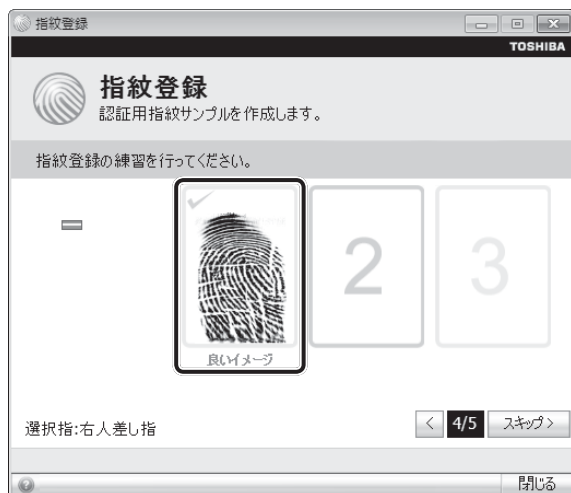 指紋登録
TOSHIBA
指紋登録
認証用指紋サンプルを作成します。
指紋登録の練習を行ってください。
2
3
良いイメージ
選択指:右人差し指
< 4/5 スキップ >
閉じる